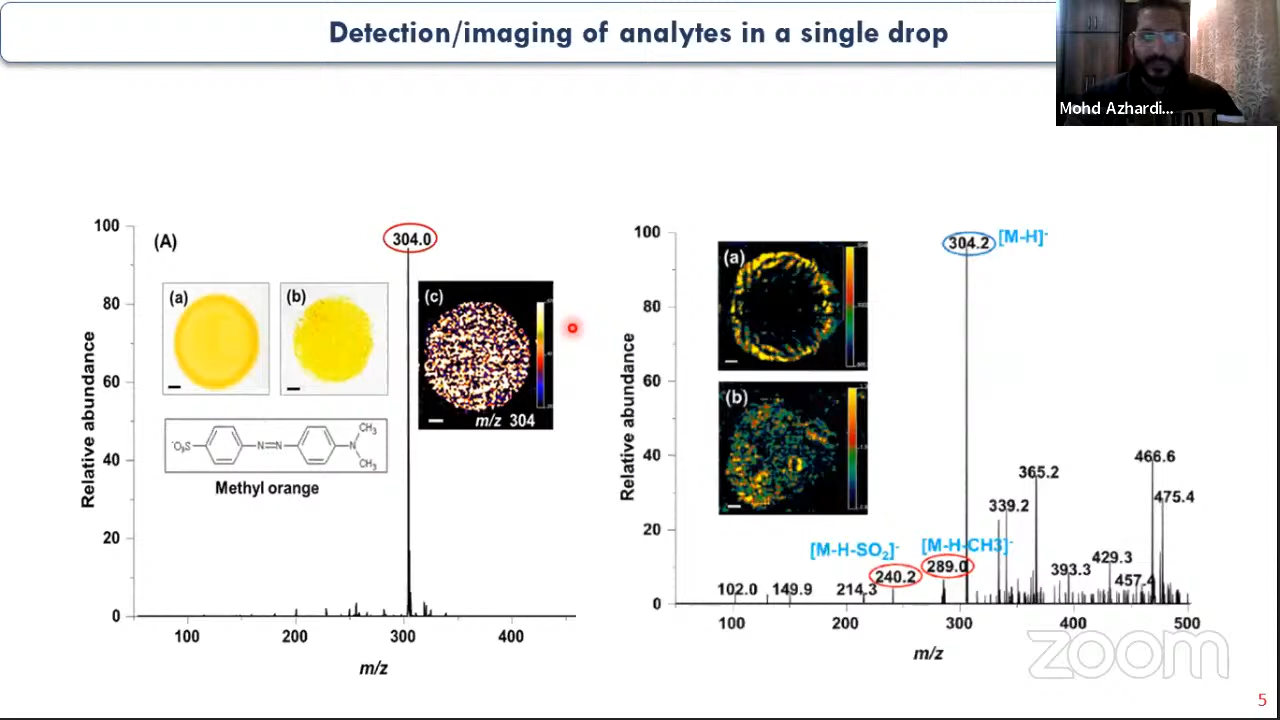 Detection/imaging of analytes in a single drop
Mohd Azhardi...
100
80
60
40
20
0
Relative abundance
(A)
304.0
(a)
(b)
(c)
m/z 304
⁻O₃S
N=N
N
CH₃
CH₃
Methyl orange
100
200
300
400
m/z
100
80
60
40
20
0
Relative abundance
(a)
(b)
304.2
[M-H]⁻
[M-H-SO₂]⁻
[M-H-CH3]⁻
240.2
289.0
102.0
149.9
214.3
339.2
365.2
393.3
429.3
457.4
466.6
475.4
100
200
300
400
500
m/z
zoom
5